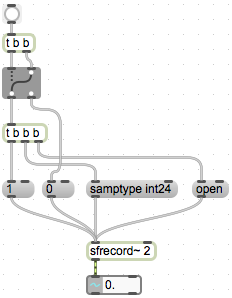 t b b
t b b b
1 0 samptype int24 open
sfrecord~ 2
0.